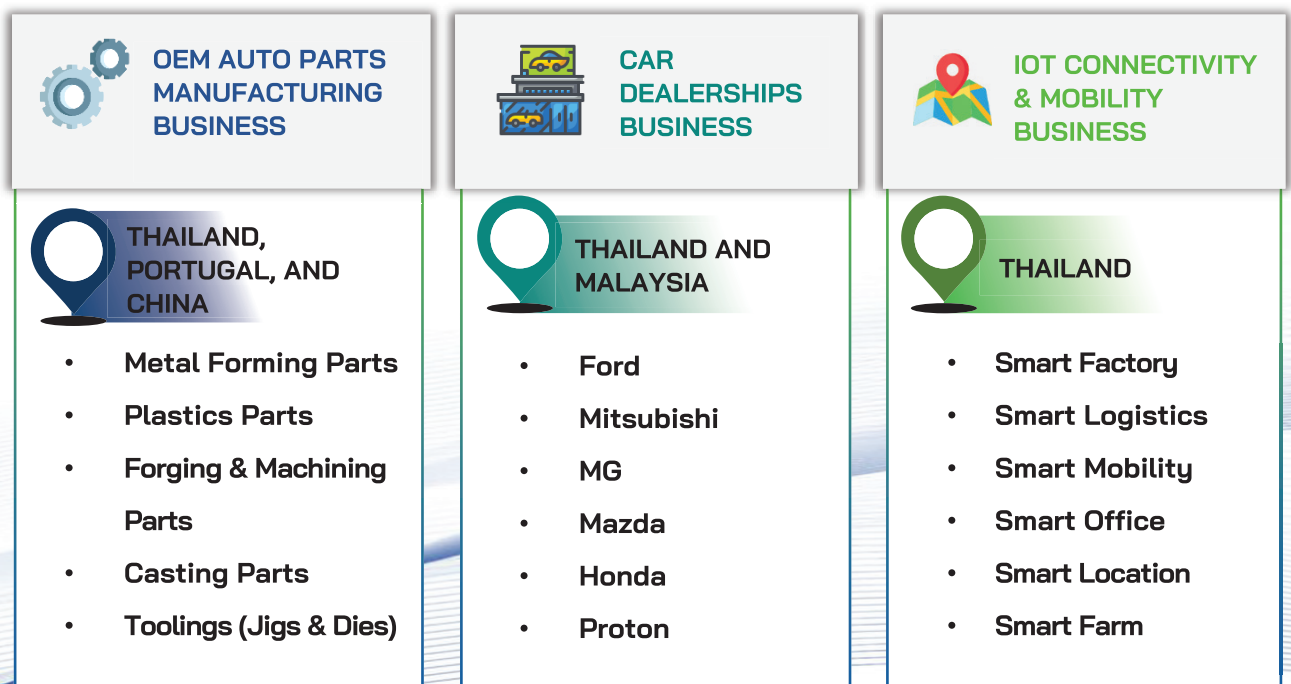 OEM AUTO PARTS
MANUFACTURING
BUSINESS
THAILAND,
PORTUGAL, AND
CHINA
• Metal Forming Parts
• Plastics Parts
• Forging & Machining
Parts
• Casting Parts
• Toolings (Jigs & Dies)
CAR
DEALERSHIPS
BUSINESS
THAILAND AND
MALAYSIA
• Ford
• Mitsubishi
• MG
• Mazda
• Honda
• Proton
IOT CONNECTIVITY
& MOBILITY
BUSINESS
THAILAND
• Smart Factory
• Smart Logistics
• Smart Mobility
• Smart Office
• Smart Location
• Smart Farm